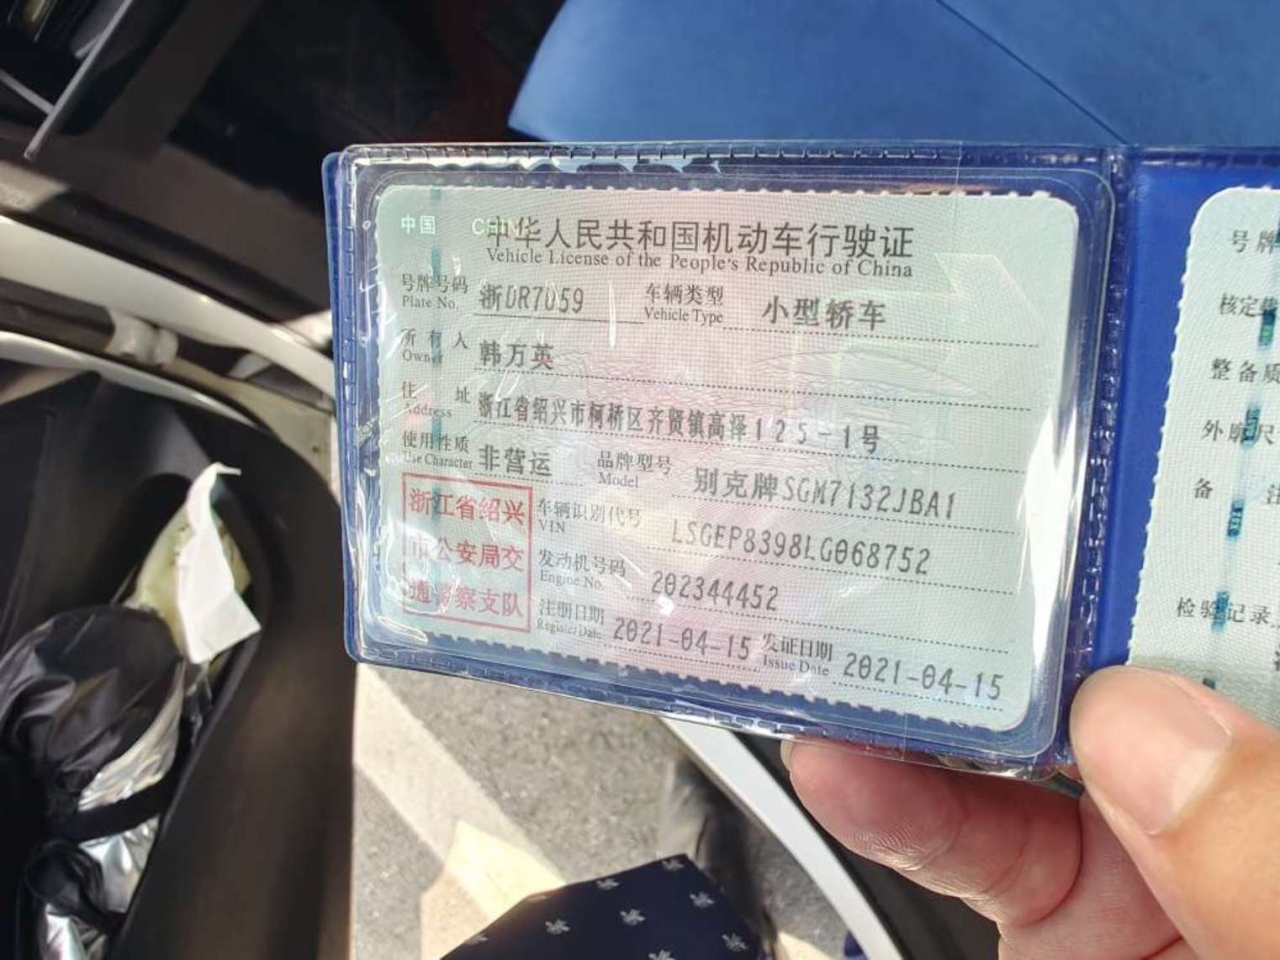 中国 CHINA
中华人民共和国机动车行驶证
Vehicle License of the People's Republic of China
号牌号码 浙DR7D59 车辆类型 小型轿车
Plate No. Vehicle Type
所有人 韩万英
Owner
住址 浙江省绍兴市柯桥区齐贤镇高泽125-1号
Address
使用性质 非营运 品牌型号 别克牌SGM7132JBA1
Use Character Model
浙江省绍兴
市公安局交
通警察支队
车辆识别代号 LSGEP8398LG068752
VIN
发动机号码 202344452
Engine No.
注册日期 2021-04-15 发证日期 2021-04-15
Register Date Issue Date
号牌
核定
整备质
外廓尺
备注
检验记录